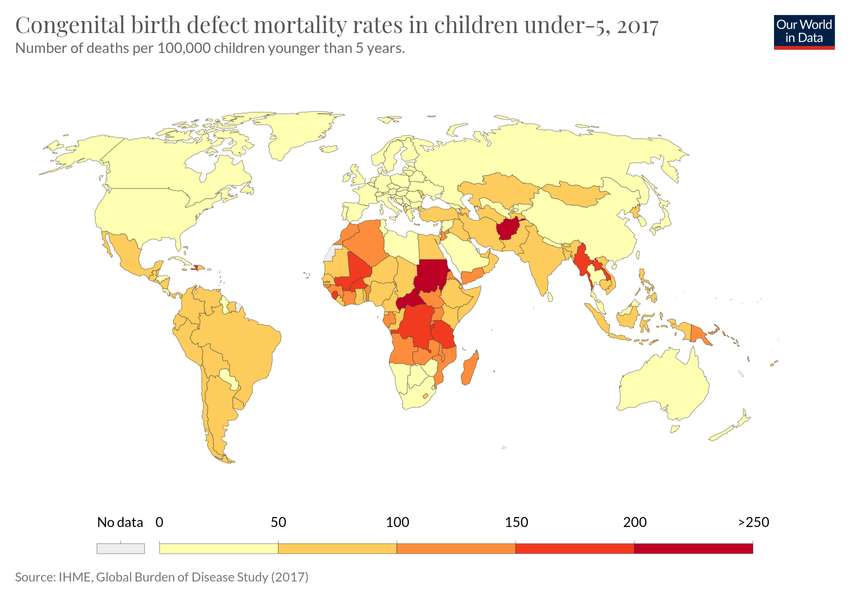 Congenital birth defect mortality rates in children under-5, 2017
Number of deaths per 100,000 children younger than 5 years.
Our World
in Data
No data 0 50 100 150 200 >250
Source: IHME, Global Burden of Disease Study (2017)